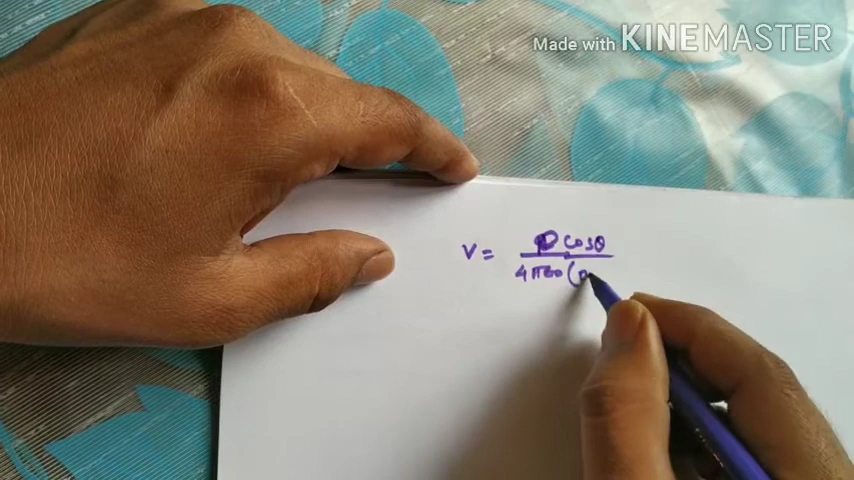 Made with KINEMASTER
V = P cosθ
4πε0 (